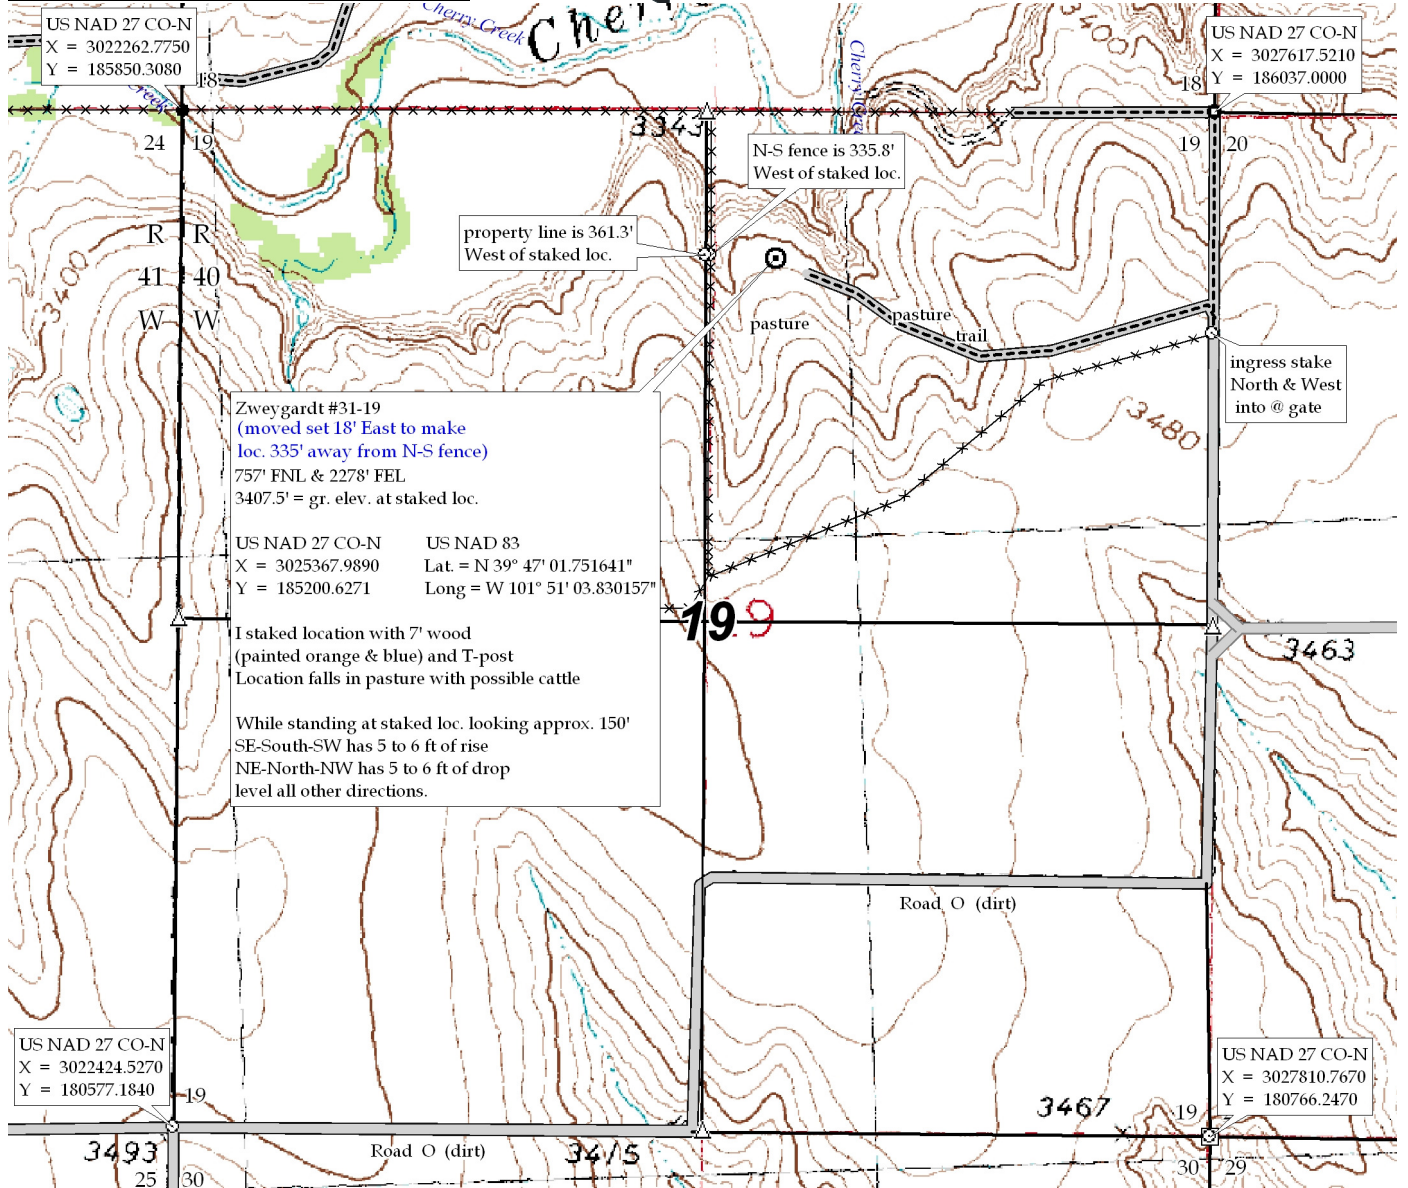 US NAD 27 CO-N
X = 3022262.7750
Y = 185850.3080
Cherry Creek
Cherry
US NAD 27 CO-N
X = 3027617.5210
Y = 186037.0000
18
18
Creek
3400
24
19
3343
19
20
N-S fence is 335.8'
West of staked loc.
R
R
41
40
W
W
3400
property line is 361.3'
West of staked loc.
pasture
pasture
trail
ingress stake
North & West
into @ gate
3480
Zweygardt #31-19
(moved set 18' East to make
loc. 335' away from N-S fence)
757' FNL & 2278' FEL
3407.5' = gr. elev. at staked loc.
US NAD 27 CO-N
X = 3025367.9890
Y = 185200.6271
US NAD 83
Lat. = N 39° 47' 01.751641"
Long = W 101° 51' 03.830157"
I staked location with 7' wood
(painted orange & blue) and T-post
Location falls in pasture with possible cattle
While standing at staked loc. looking approx. 150'
SE-South-SW has 5 to 6 ft of rise
NE-North-NW has 5 to 6 ft of drop
level all other directions.
19
3463
Road O (dirt)
US NAD 27 CO-N
X = 3022424.5270
Y = 180577.1840
19
US NAD 27 CO-N
X = 3027810.7670
Y = 180766.2470
3467
19
3493
Road O (dirt)
34/5
25
30
30
29